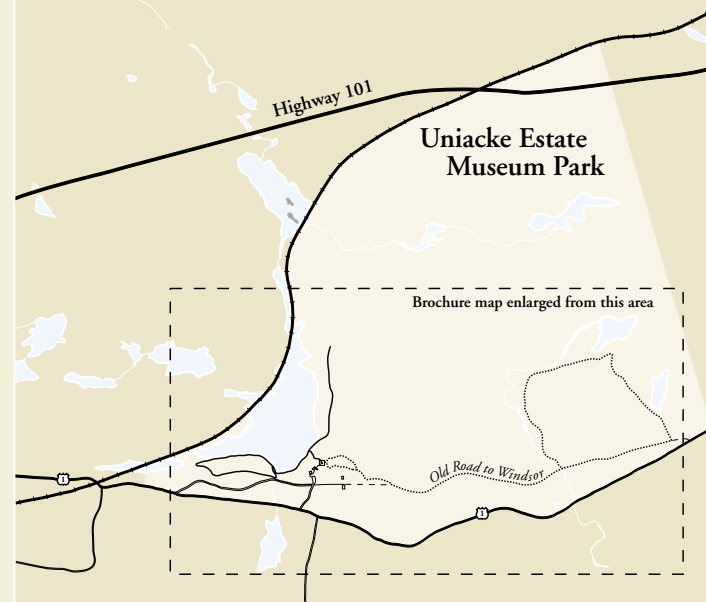 Highway 101
Uniacke Estate
Museum Park
Brochure map enlarged from this area
Old Road to Windsor
1
1